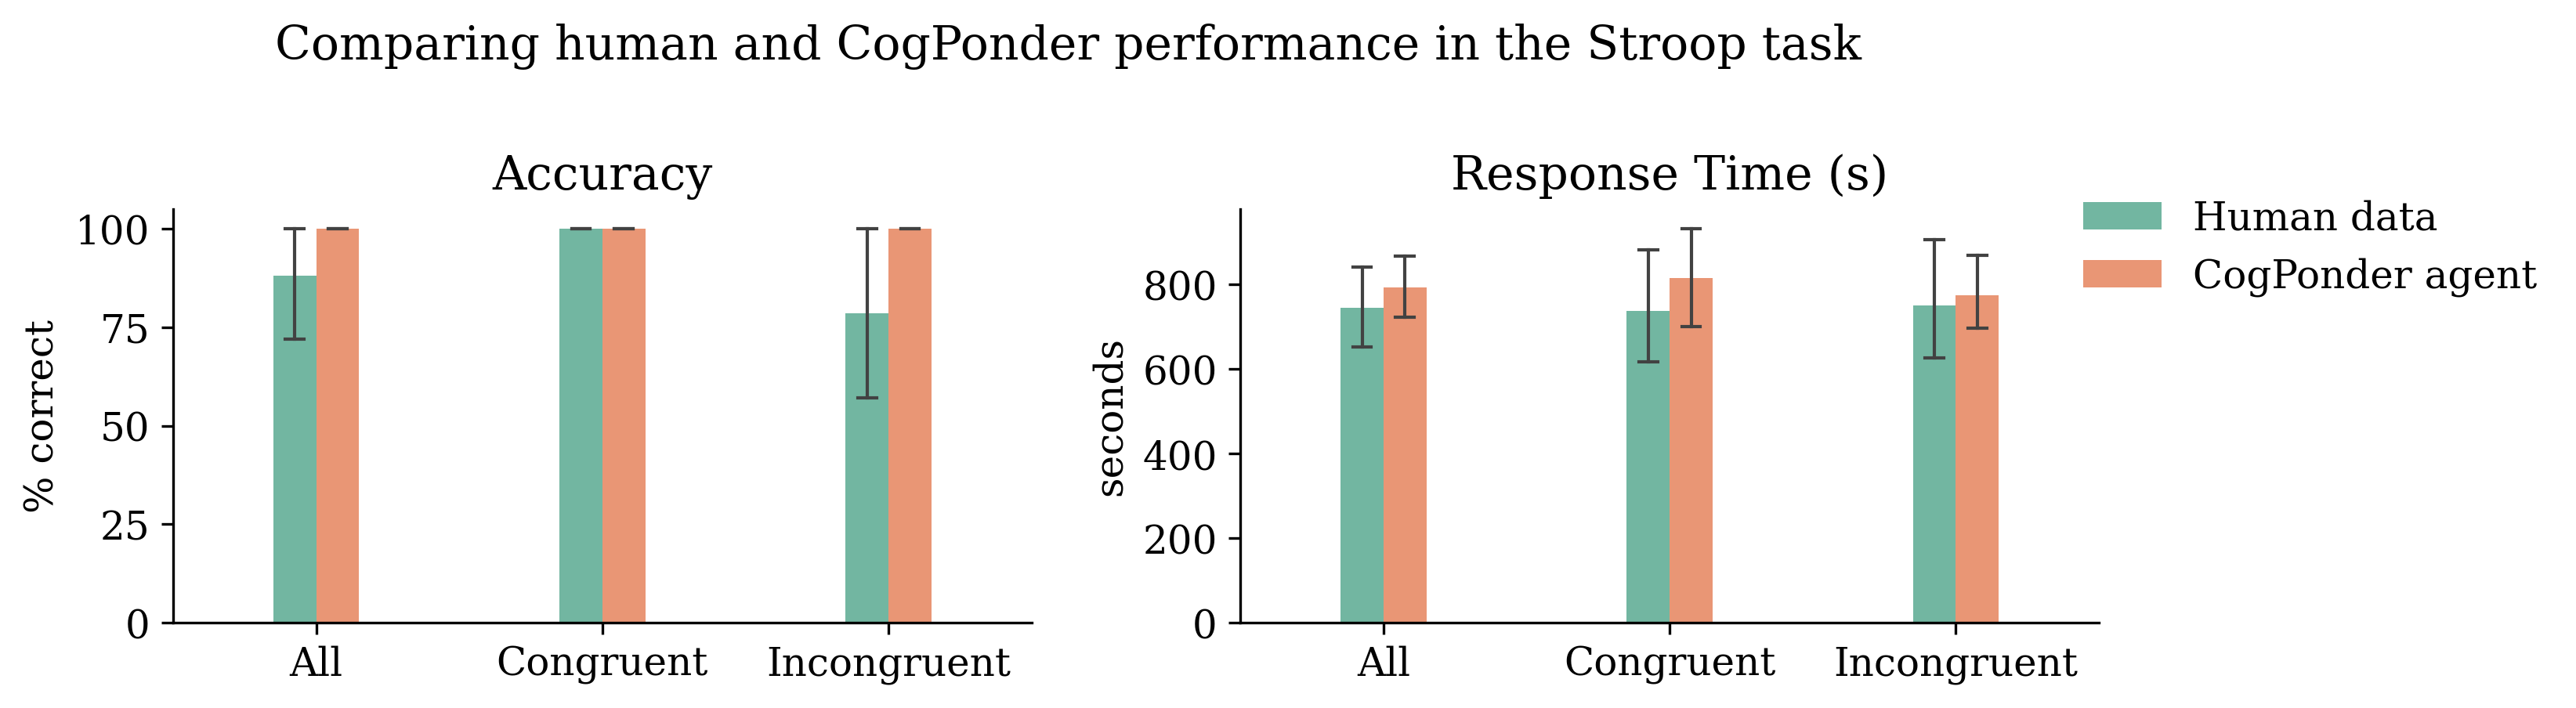 Comparing human and CogPonder performance in the Stroop task
Accuracy
% correct
100
75
50
25
0
All
Congruent
Incongruent
Response Time (s)
seconds
800
600
400
200
0
All
Congruent
Incongruent
Human data
CogPonder agent